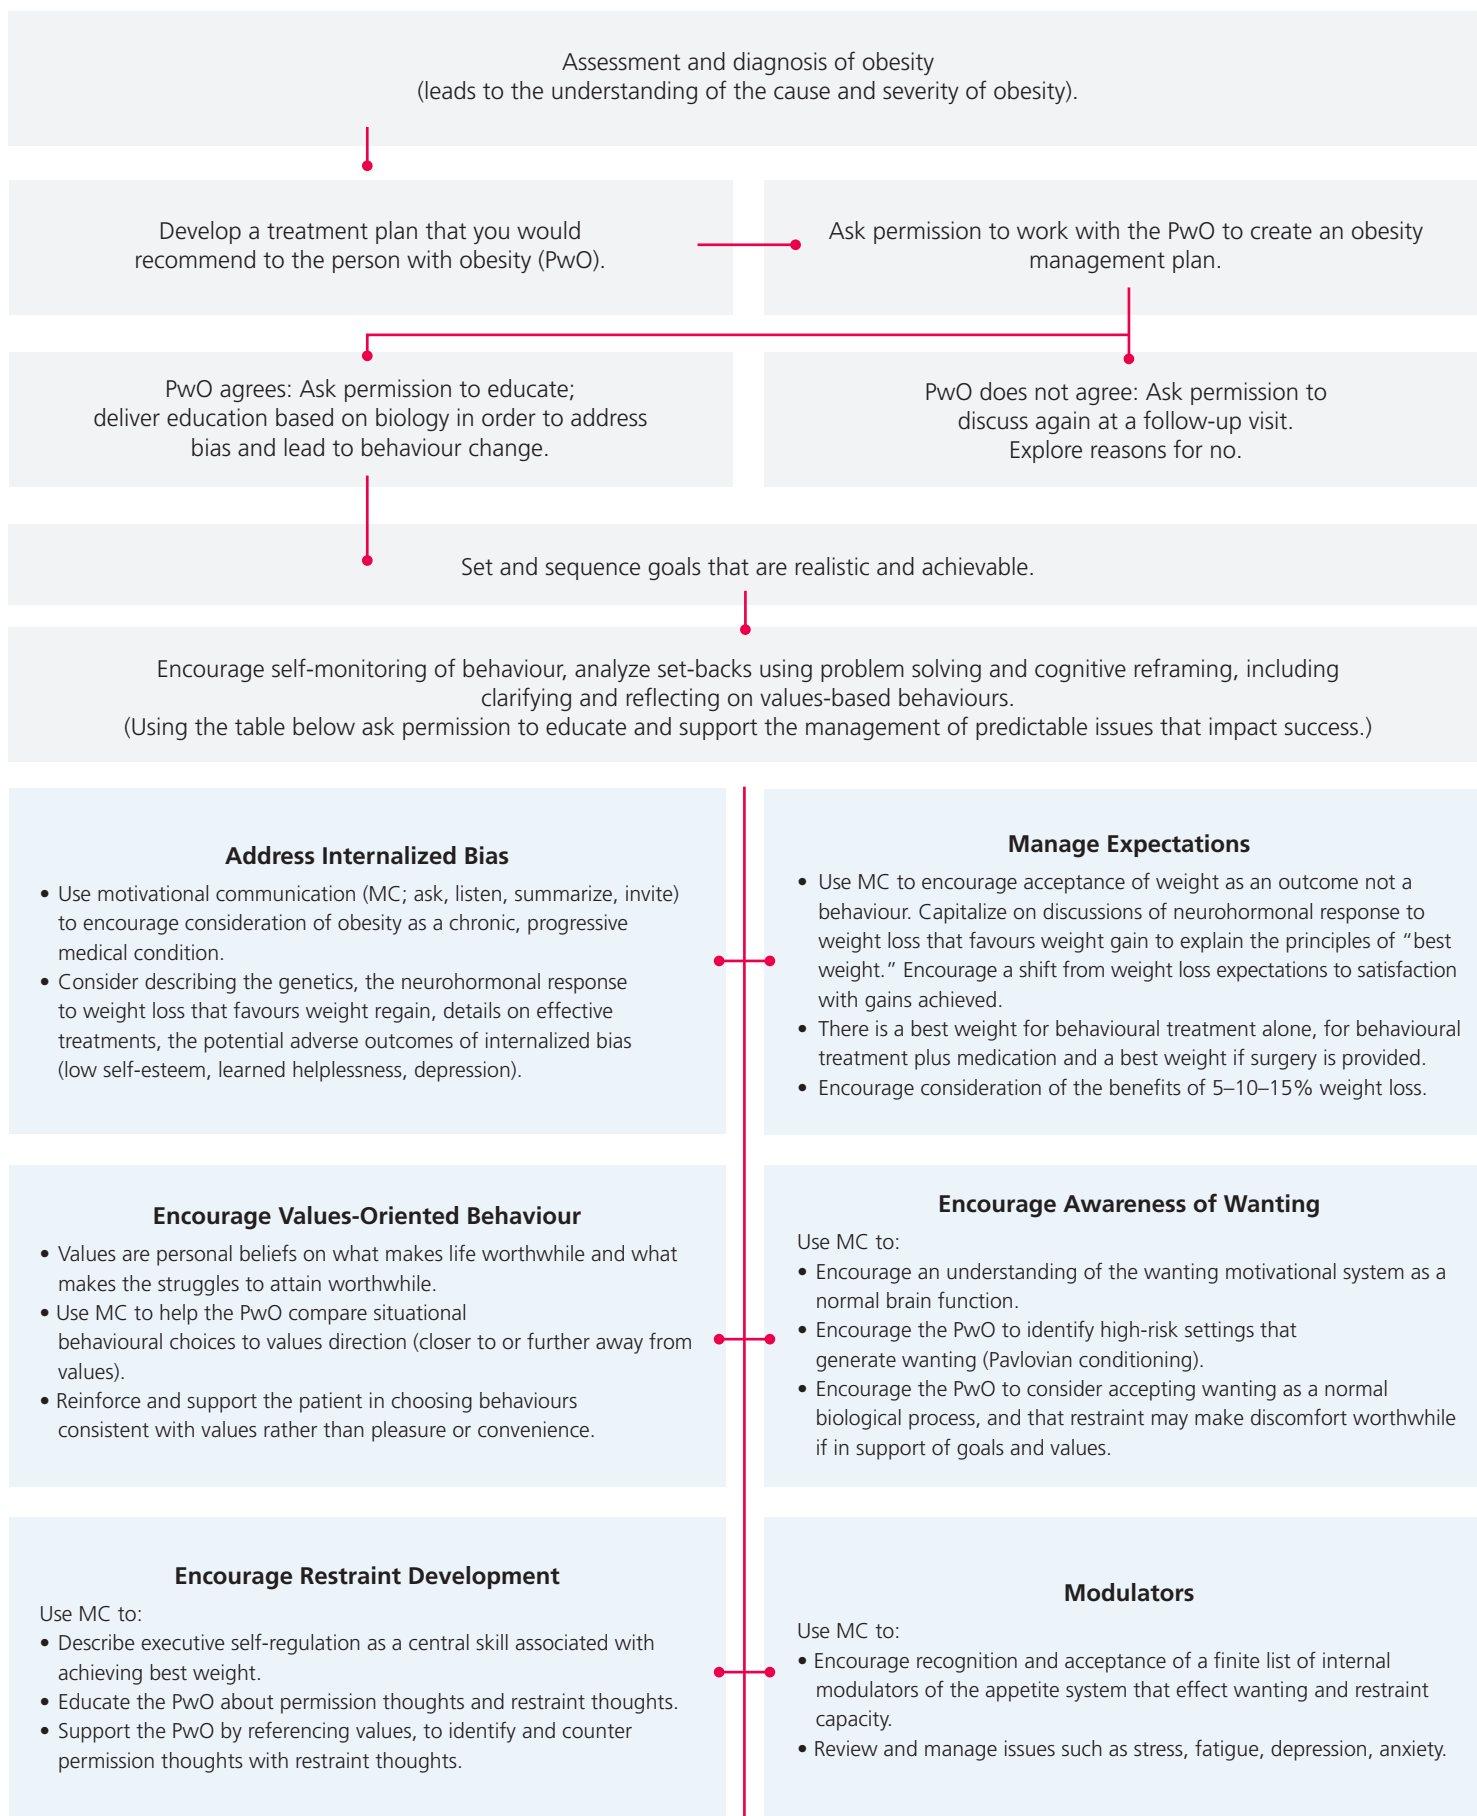 Assessment and diagnosis of obesity
(leads to the understanding of the cause and severity of obesity).
Develop a treatment plan that you would
recommend to the person with obesity (PwO).
Ask permission to work with the PwO to create an obesity
management plan.
PwO agrees: Ask permission to educate;
deliver education based on biology in order to address
bias and lead to behaviour change.
PwO does not agree: Ask permission to
discuss again at a follow-up visit.
Explore reasons for no.
Set and sequence goals that are realistic and achievable.
Encourage self-monitoring of behaviour, analyze set-backs using problem solving and cognitive reframing, including
clarifying and reflecting on values-based behaviours.
(Using the table below ask permission to educate and support the management of predictable issues that impact success.)
Address Internalized Bias
• Use motivational communication (MC; ask, listen, summarize, invite)
to encourage consideration of obesity as a chronic, progressive
medical condition.
• Consider describing the genetics, the neurohormonal response
to weight loss that favours weight regain, details on effective
treatments, the potential adverse outcomes of internalized bias
(low self-esteem, learned helplessness, depression).
Manage Expectations
• Use MC to encourage acceptance of weight as an outcome not a
behaviour. Capitalize on discussions of neurohormonal response to
weight loss that favours weight gain to explain the principles of “best
weight.” Encourage a shift from weight loss expectations to satisfaction
with gains achieved.
• There is a best weight for behavioural treatment alone, for behavioural
treatment plus medication and a best weight if surgery is provided.
• Encourage consideration of the benefits of 5–10–15% weight loss.
Encourage Values-Oriented Behaviour
• Values are personal beliefs on what makes life worthwhile and what
makes the struggles to attain worthwhile.
• Use MC to help the PwO compare situational
behavioural choices to values direction (closer to or further away from
values).
• Reinforce and support the patient in choosing behaviours
consistent with values rather than pleasure or convenience.
Encourage Awareness of Wanting
Use MC to:
• Encourage an understanding of the wanting motivational system as a
normal brain function.
• Encourage the PwO to identify high-risk settings that
generate wanting (Pavlovian conditioning).
• Encourage the PwO to consider accepting wanting as a normal
biological process, and that restraint may make discomfort worthwhile
if in support of goals and values.
Encourage Restraint Development
Use MC to:
• Describe executive self-regulation as a central skill associated with
achieving best weight.
• Educate the PwO about permission thoughts and restraint thoughts.
• Support the PwO by referencing values, to identify and counter
permission thoughts with restraint thoughts.
Modulators
Use MC to:
• Encourage recognition and acceptance of a finite list of internal
modulators of the appetite system that effect wanting and restraint
capacity.
• Review and manage issues such as stress, fatigue, depression, anxiety.